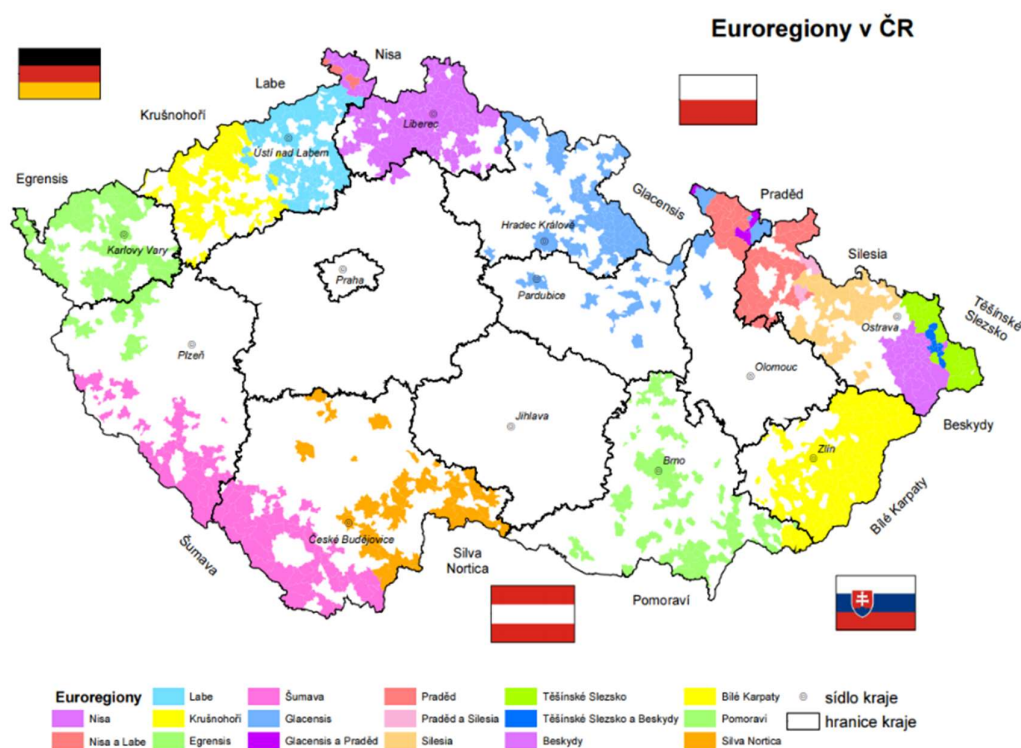 Euroregiony v ČR
Nisa
Labe
Krušnohoří
Liberec
Ústí nad Labem
Egrensis
Glacensis
Praděd
Karlovy Vary
Hradec Králové
Silesia
Praha
Pardubice
Těšínské
Slezsko
Ostrava
Plzeň
Olomouc
Jihlava
Beskydy
Zlín
Brno
Bílé Karpaty
České Budějovice
Šumava
Silva
Nortica
Pomoraví
Euroregiony
Nisa
Nisa a Labe
Labe
Krušnohoří
Egrensis
Šumava
Glacensis
Glacensis a Praděd
Praděd
Praděd a Silesia
Silesia
Těšínské Slezsko
Těšínské Slezsko a Beskydy
Beskydy
Bílé Karpaty
Pomoraví
Silva Nortica
sídlo kraje
hranice kraje